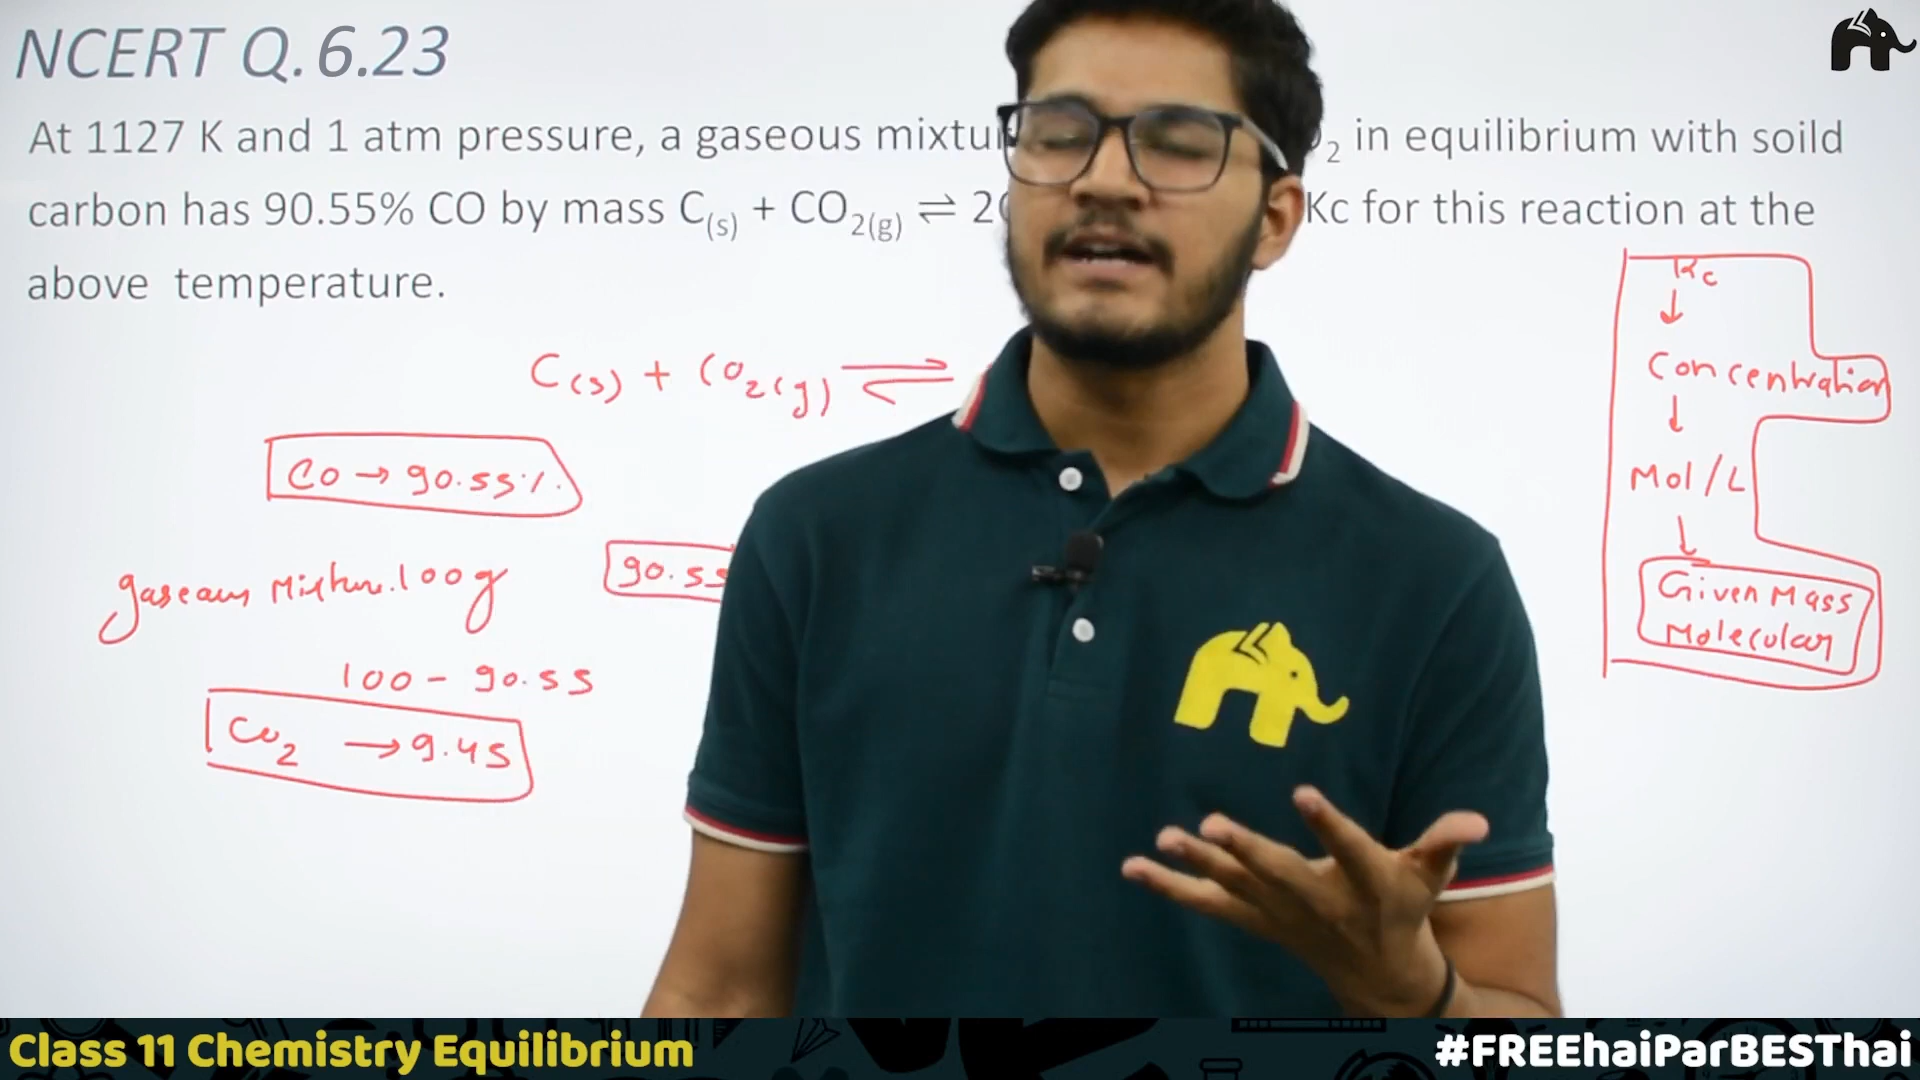 NCERT Q. 6.23
At 1127 K and 1 atm pressure, a gaseous mixtu 2 in equilibrium with soild
carbon has 90.55% CO by mass C(s) + CO2(g) ⇌ 2 Kc for this reaction at the
above temperature.
Kc
↓
C(s) + CO2(g) ⇌
Concentration
↓
CO → 90.55%.
Mol/L
↓
gaseous Mixture. 100g
90.55
Given Mass
Molecular
100 - 90.55
CO2 → 9.45
Class 11 Chemistry Equilibrium
#FREEhaiParBESThai